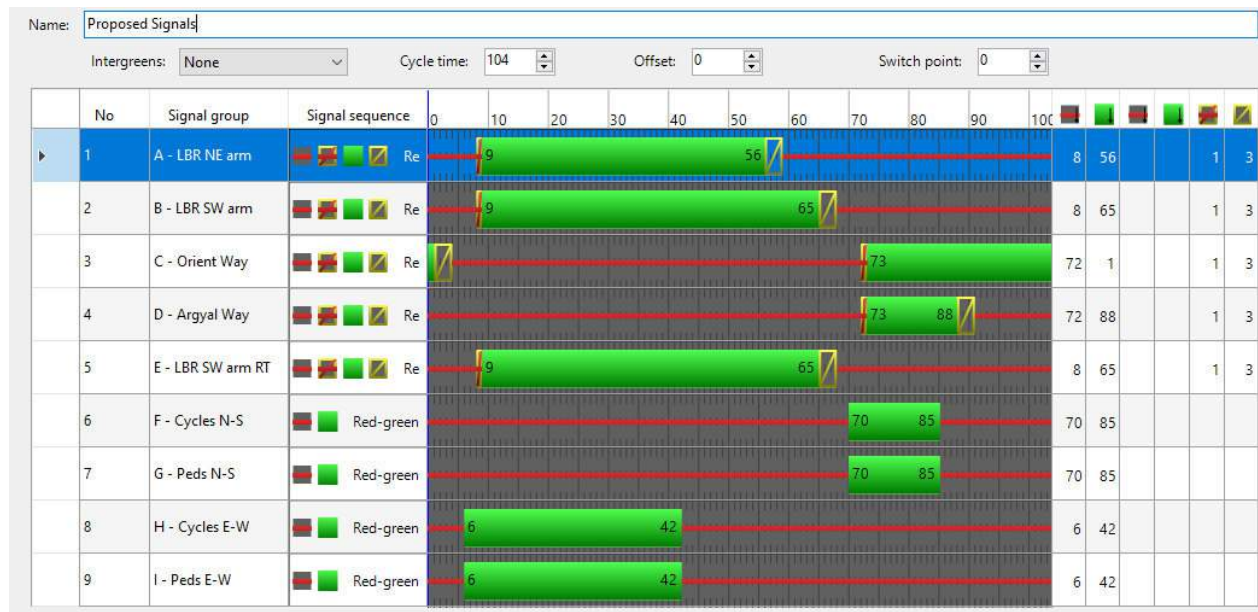 Name: Proposed Signals
Intergreens: None Cycle time: 104 Offset: 0 Switch point: 0
No Signal group Signal sequence 0 10 20 30 40 50 60 70 80 90 100
1 A - LBR NE arm Re 9 56 8 56 1 3
2 B - LBR SW arm Re 9 65 8 65 1 3
3 C - Orient Way Re 73 72 1 1 3
4 D - Argyal Way Re 73 88 72 88 1 3
5 E - LBR SW arm RT Re 9 65 8 65 1 3
6 F - Cycles N-S Red-green 70 85 70 85
7 G - Peds N-S Red-green 70 85 70 85
8 H - Cycles E-W Red-green 6 42 6 42
9 I - Peds E-W Red-green 6 42 6 42